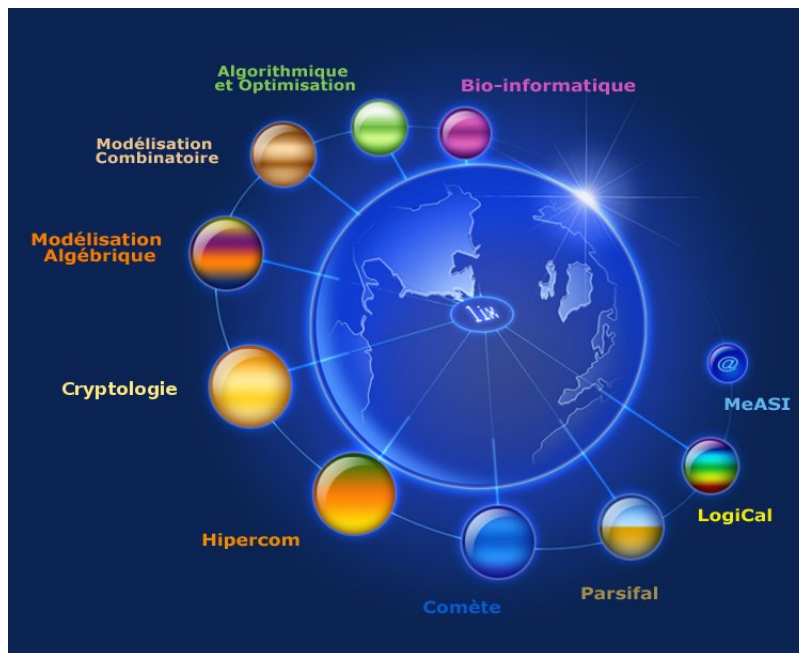 Algorithmique
et Optimisation
Bio-informatique
Modélisation
Combinatoire
Modélisation
Algébrique
lix
@
MeASI
Cryptologie
LogiCal
Hipercom
Parsifal
Comète